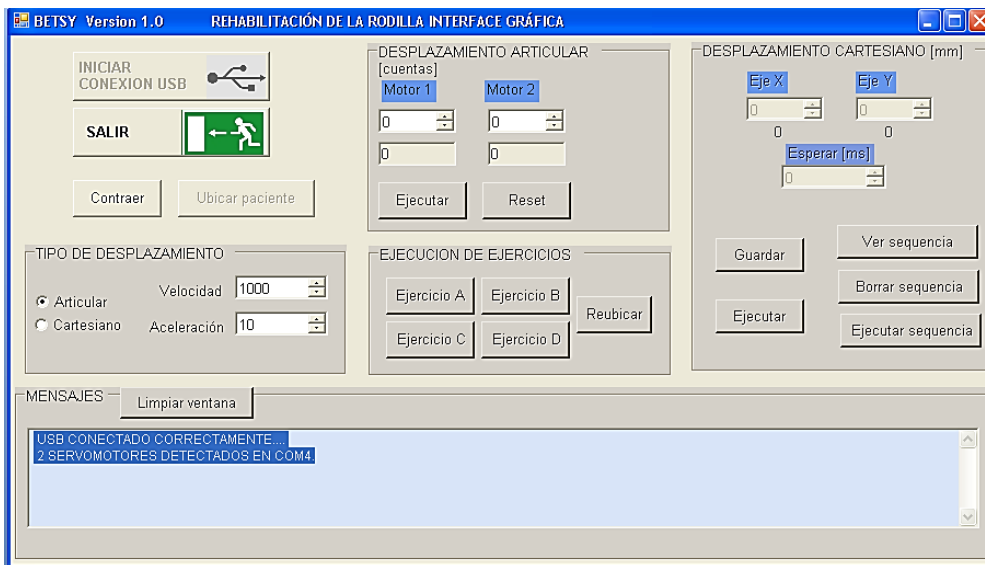 BETSY Version 1.0 REHABILITACIÓN DE LA RODILLA INTERFACE GRÁFICA
INICIAR
CONEXION USB
SALIR
Contraer
Ubicar paciente
DESPLAZAMIENTO ARTICULAR
[cuentas]
Motor 1 Motor 2
0 0
0 0
Ejecutar Reset
DESPLAZAMIENTO CARTESIANO [mm]
Eje X Eje Y
0 0
0 0
Esperar [ms]
0
Guardar
Ver sequencia
Borrar sequencia
Ejecutar
Ejecutar sequencia
TIPO DE DESPLAZAMIENTO
Articular
Cartesiano
Velocidad 1000
Aceleración 10
EJECUCION DE EJERCICIOS
Ejercicio A Ejercicio B
Ejercicio C Ejercicio D
Reubicar
MENSAJES
Limpiar ventana
USB CONECTADO CORRECTAMENTE....
2 SERVOMOTORES DETECTADOS EN COM4.